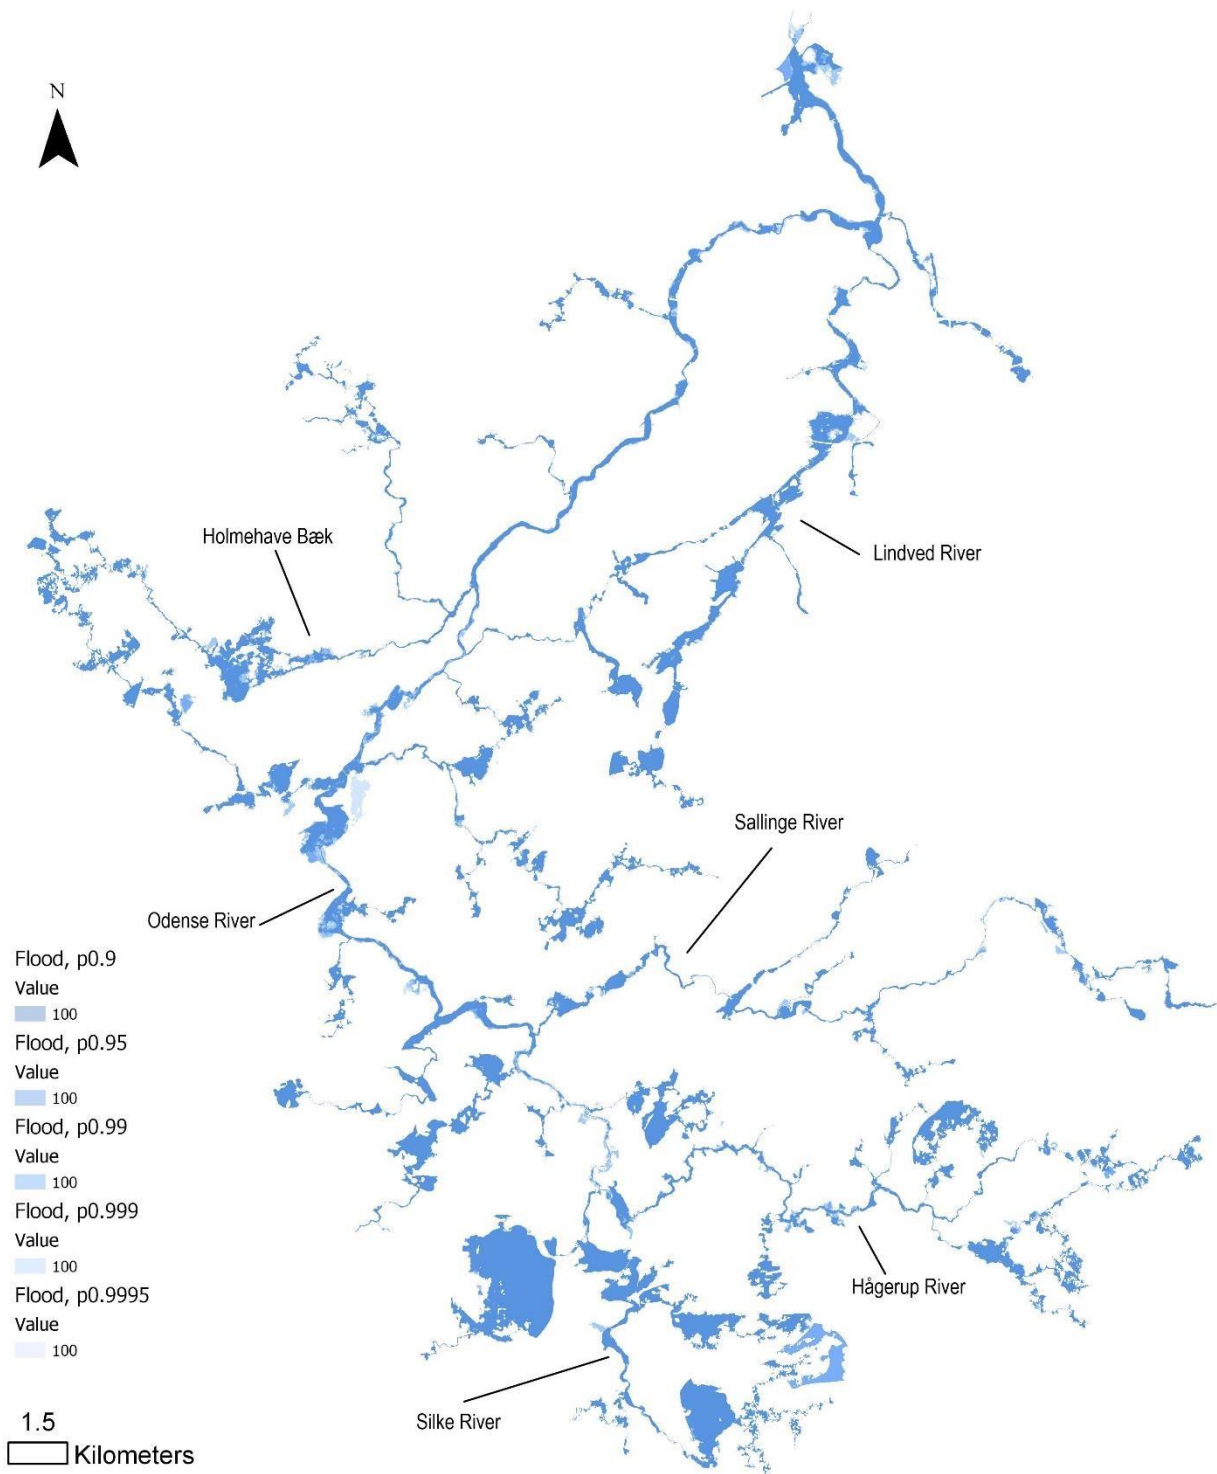 N
Holmehave Bæk
Lindved River
Sallinge River
Odense River
Flood, p0.9
Value
100
Flood, p0.95
Value
100
Flood, p0.99
Value
100
Flood, p0.999
Value
100
Flood, p0.9995
Value
100
Hågerup River
Silke River
1.5
Kilometers